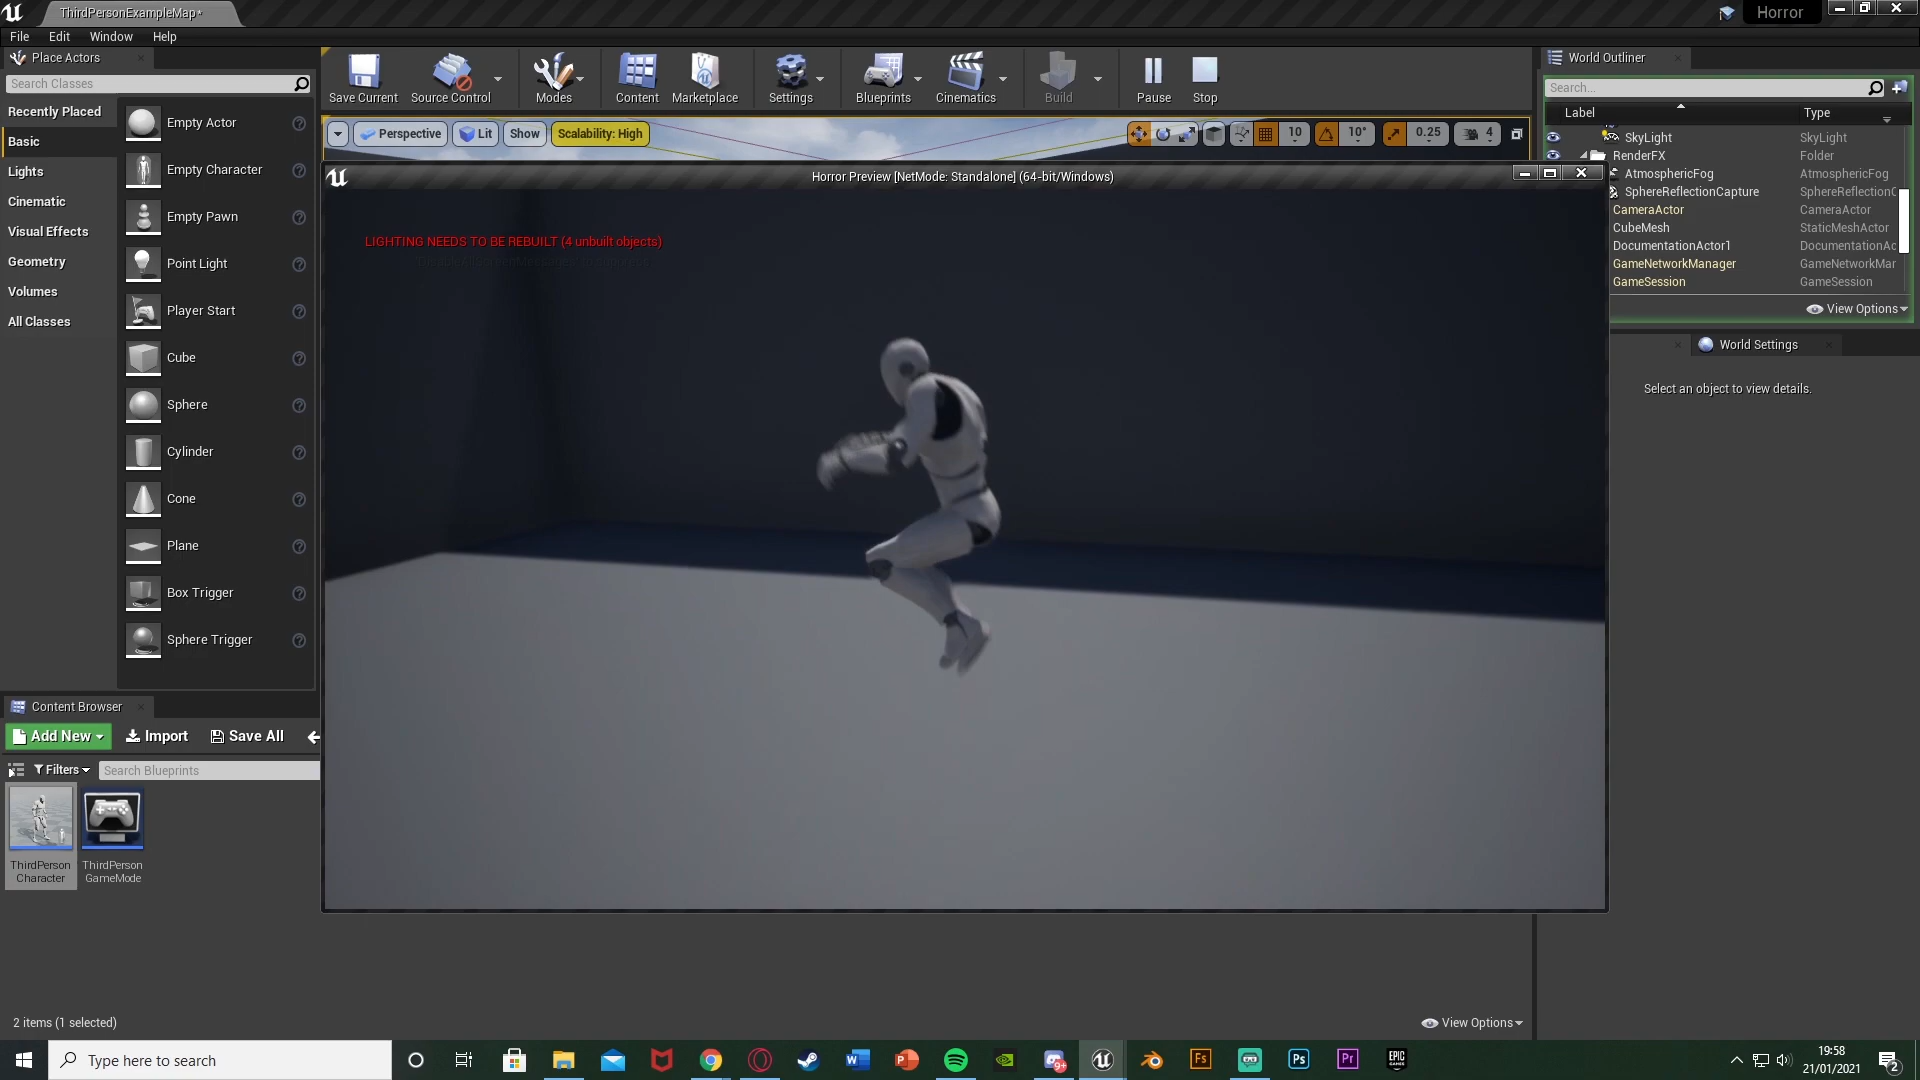 ThirdPersonExampleMap*
Horror
File Edit Window Help
Place Actors
Search Classes
Recently Placed
Basic
Lights
Cinematic
Visual Effects
Geometry
Volumes
All Classes
Empty Actor
Empty Character
Empty Pawn
Point Light
Player Start
Cube
Sphere
Cylinder
Cone
Plane
Box Trigger
Sphere Trigger
Save Current Source Control Modes Content Marketplace Settings Blueprints Cinematics Build Pause Stop
Perspective Lit Show Scalability: High 10 10° 0.25 4
Horror Preview [NetMode: Standalone] (64-bit/Windows)
LIGHTING NEEDS TO BE REBUILT (4 unbuilt objects)
World Outliner
Search...
Label Type
SkyLight SkyLight
RenderFX Folder
AtmosphericFog AtmosphericFog
SphereReflectionCapture SphereReflectionC
CameraActor CameraActor
CubeMesh StaticMeshActor
DocumentationActor1 DocumentationAc
GameNetworkManager GameNetworkMar
GameSession GameSession
View Options
World Settings
Select an object to view details.
Content Browser
Add New Import Save All
Filters Search Blueprints
ThirdPerson
Character
ThirdPerson
GameMode
2 items (1 selected)
View Options
Type here to search
19:58
21/01/2021